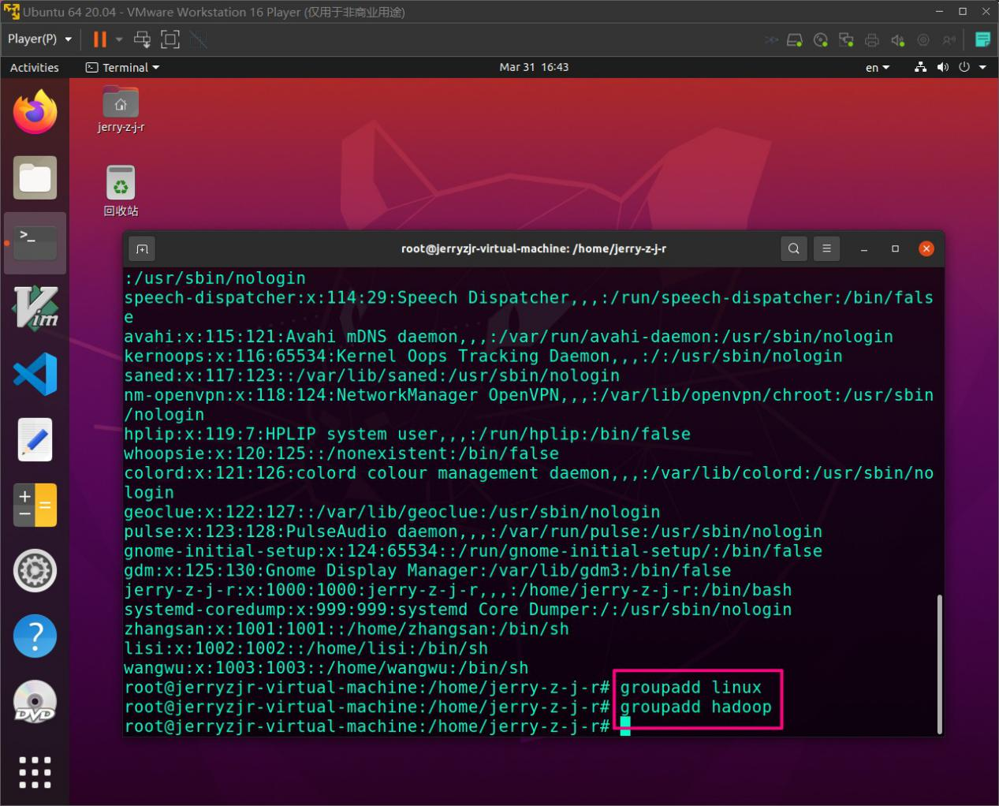 Ubuntu 64 20.04 - VMware Workstation 16 Player (仅用于非商业用途)
Player(P)
Activities
Terminal
Mar 31 16:43
en
jerry-z-j-r
回收站
root@jerryzjr-virtual-machine: /home/jerry-z-j-r
:/usr/sbin/nologin
speech-dispatcher:x:114:29:Speech Dispatcher,,,:/run/speech-dispatcher:/bin/fals
e
avahi:x:115:121:Avahi mDNS daemon,,,:/var/run/avahi-daemon:/usr/sbin/nologin
kernoops:x:116:65534:Kernel Oops Tracking Daemon,,,:/:/usr/sbin/nologin
saned:x:117:123::/var/lib/saned:/usr/sbin/nologin
nm-openvpn:x:118:124:NetworkManager OpenVPN,,,:/var/lib/openvpn/chroot:/usr/sbin
/nologin
hplip:x:119:7:HPLIP system user,,,:/run/hplip:/bin/false
whoopsie:x:120:125::/nonexistent:/bin/false
colord:x:121:126:colord colour management daemon,,,:/var/lib/colord:/usr/sbin/no
login
geoclue:x:122:127::/var/lib/geoclue:/usr/sbin/nologin
pulse:x:123:128:PulseAudio daemon,,,:/var/run/pulse:/usr/sbin/nologin
gnome-initial-setup:x:124:65534::/run/gnome-initial-setup/:/bin/false
gdm:x:125:130:Gnome Display Manager:/var/lib/gdm3:/bin/false
jerry-z-j-r:x:1000:1000:jerry-z-j-r,,,:/home/jerry-z-j-r:/bin/bash
systemd-coredump:x:999:999:systemd Core Dumper:/:/usr/sbin/nologin
zhangsan:x:1001:1001::/home/zhangsan:/bin/sh
lisi:x:1002:1002::/home/lisi:/bin/sh
wangwu:x:1003:1003::/home/wangwu:/bin/sh
root@jerryzjr-virtual-machine:/home/jerry-z-j-r# groupadd linux
root@jerryzjr-virtual-machine:/home/jerry-z-j-r# groupadd hadoop
root@jerryzjr-virtual-machine:/home/jerry-z-j-r#
Vim
DVD